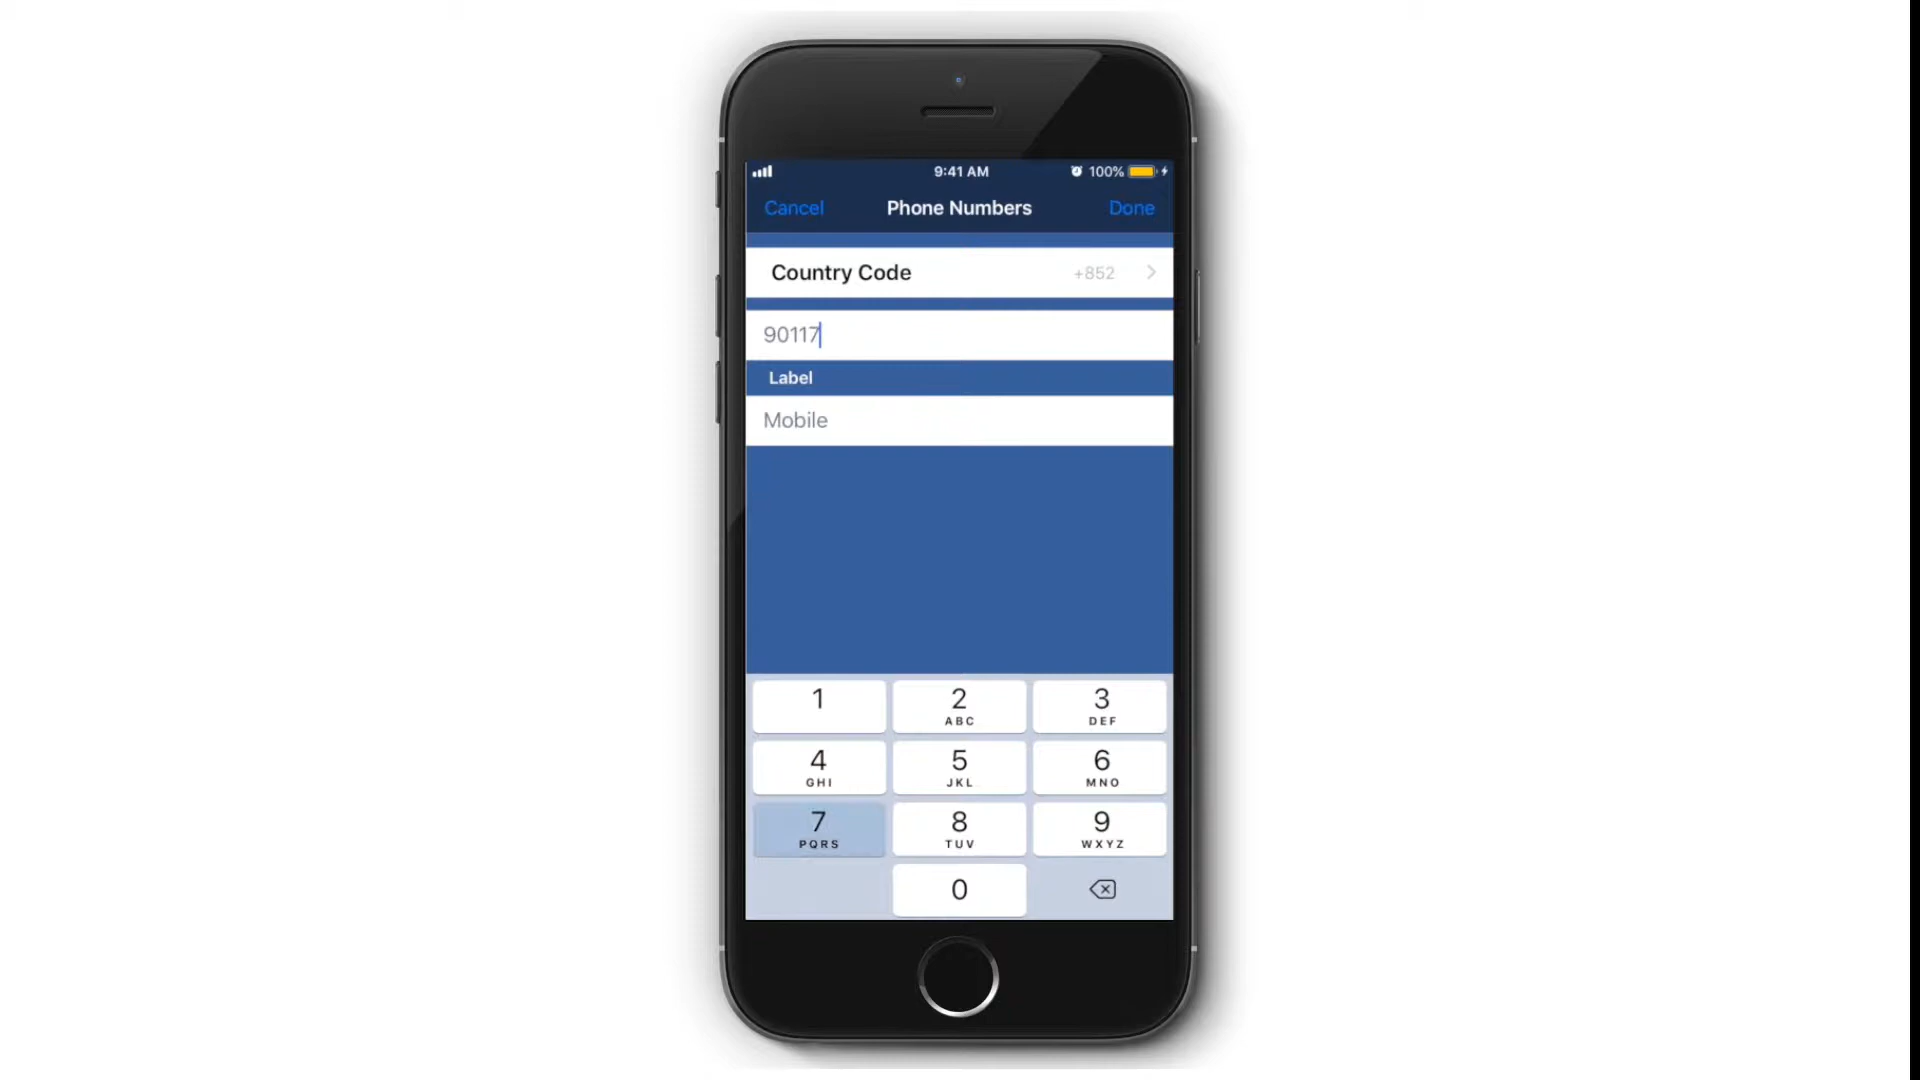 9:41 AM
100%
Cancel
Phone Numbers
Done
Country Code
+852
90117
Label
Mobile
1
2
ABC
3
DEF
4
GHI
5
JKL
6
MNO
7
PQRS
8
TUV
9
WXYZ
0